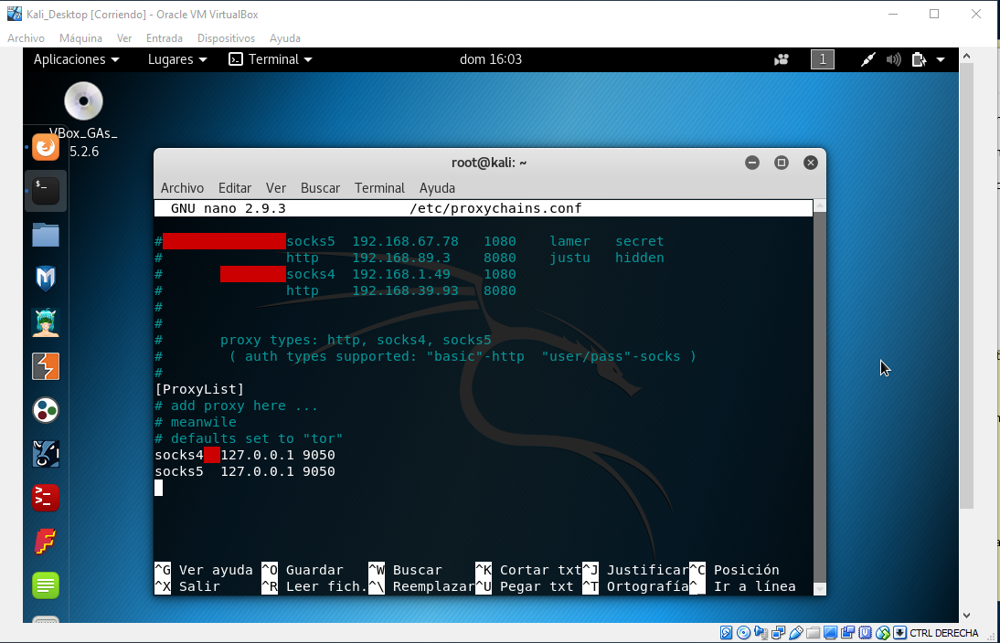 Kali_Desktop [Corriendo] - Oracle VM VirtualBox
Archivo Máquina Ver Entrada Dispositivos Ayuda
Aplicaciones Lugares Terminal dom 16:03 1
VBox_GAs_
5.2.6
root@kali: ~
Archivo Editar Ver Buscar Terminal Ayuda
GNU nano 2.9.3 /etc/proxychains.conf
# socks5 192.168.67.78 1080 lamer secret
# http 192.168.89.3 8080 justu hidden
# socks4 192.168.1.49 1080
# http 192.168.39.93 8080
#
#
# proxy types: http, socks4, socks5
# ( auth types supported: "basic"-http "user/pass"-socks )
#
[ProxyList]
# add proxy here ...
# meanwile
# defaults set to "tor"
socks4 127.0.0.1 9050
socks5 127.0.0.1 9050
^G Ver ayuda ^O Guardar ^W Buscar ^K Cortar txt ^J Justificar ^C Posición
^X Salir ^R Leer fich. ^\ Reemplazar ^U Pegar txt ^T Ortografía ^_ Ir a línea
CTRL DERECHA